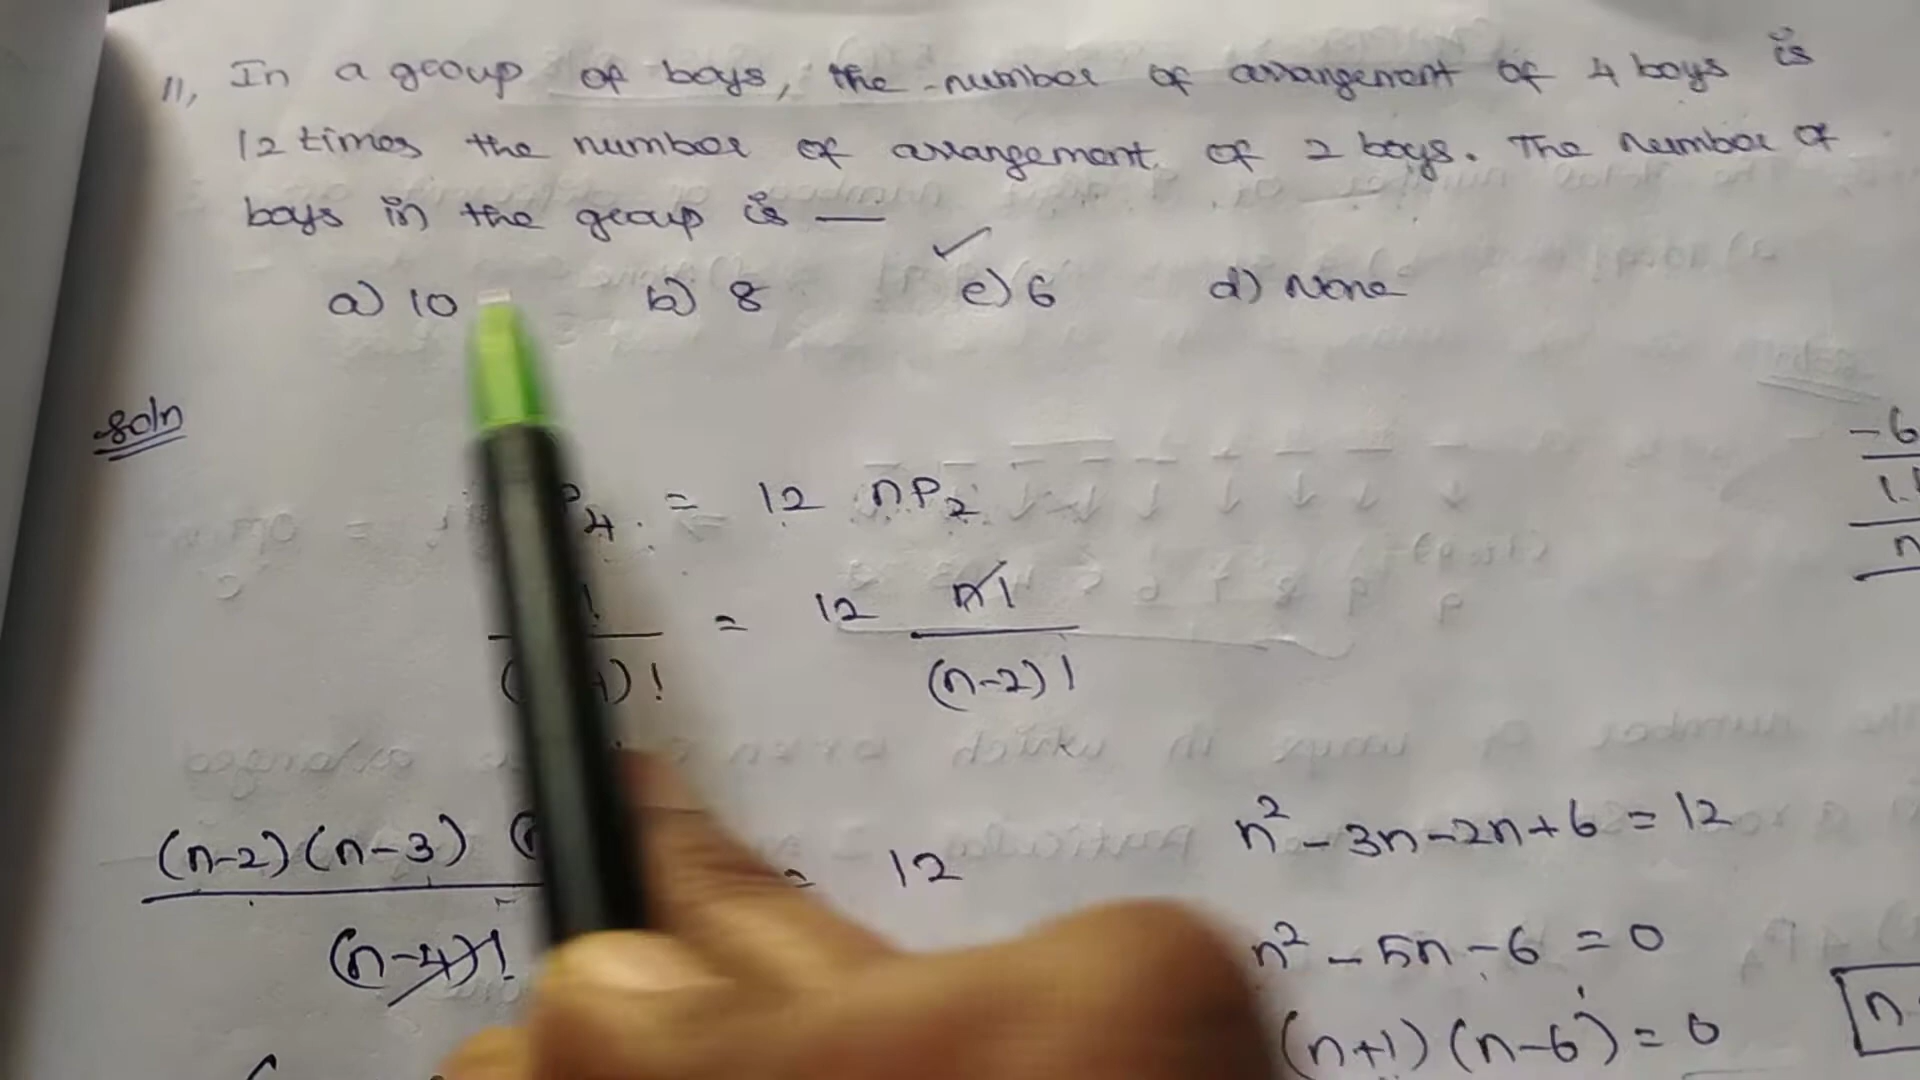 11, In a group of boys, the number of arrangement of 4 boys is
12 times the number of arrangement of 2 boys. The number of
boys in the group is —
a) 10 b) 8 c) 6 d) None
Soln
P4 = 12 nP2
! = 12 n!
( )! (n-2)!
(n-2)(n-3) ( = 12
(n-4)!
n² - 3n - 2n + 6 = 12
n² - 5n - 6 = 0
(n+1) (n-6) = 0
-6
n
n